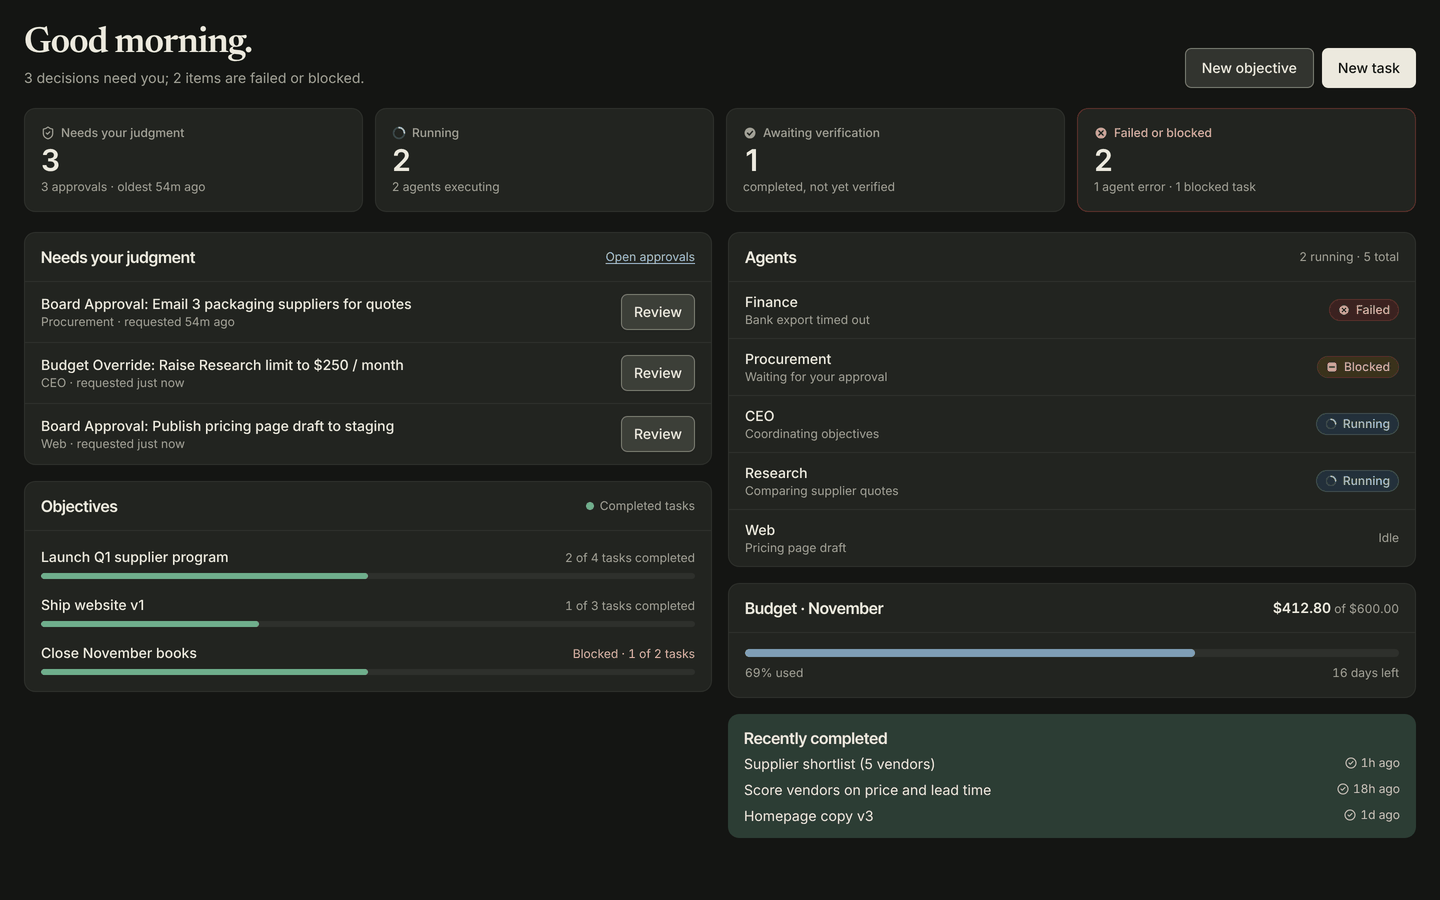 Good morning.
3 decisions need you; 2 items are failed or blocked.
New objective
New task
Needs your judgment
3
3 approvals · oldest 54m ago
Running
2
2 agents executing
Awaiting verification
1
completed, not yet verified
Failed or blocked
2
1 agent error · 1 blocked task
Needs your judgment
Open approvals
Board Approval: Email 3 packaging suppliers for quotes
Procurement · requested 54m ago
Review
Budget Override: Raise Research limit to $250 / month
CEO · requested just now
Review
Board Approval: Publish pricing page draft to staging
Web · requested just now
Review
Objectives
Completed tasks
Launch Q1 supplier program
2 of 4 tasks completed
Ship website v1
1 of 3 tasks completed
Close November books
Blocked · 1 of 2 tasks
Agents
2 running · 5 total
Finance
Bank export timed out
Failed
Procurement
Waiting for your approval
Blocked
CEO
Coordinating objectives
Running
Research
Comparing supplier quotes
Running
Web
Pricing page draft
Idle
Budget · November
$412.80 of $600.00
69% used
16 days left
Recently completed
Supplier shortlist (5 vendors)
1h ago
Score vendors on price and lead time
18h ago
Homepage copy v3
1d ago